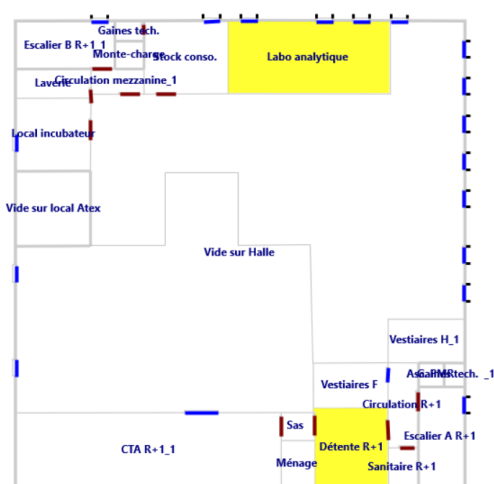 Gaines tech.
Escalier B R+1_1
Monte-charge
Stock conso.
Labo analytique
Laverie
Circulation mezzanine_1
Local incubateur
Vide sur local Atex
Vide sur Halle
Vestiaires H_1
Vestiaires F
Circulation R+1
Sas
Escalier A R+1
CTA R+1_1
Détente R+1
Ménage
Sanitaire R+1